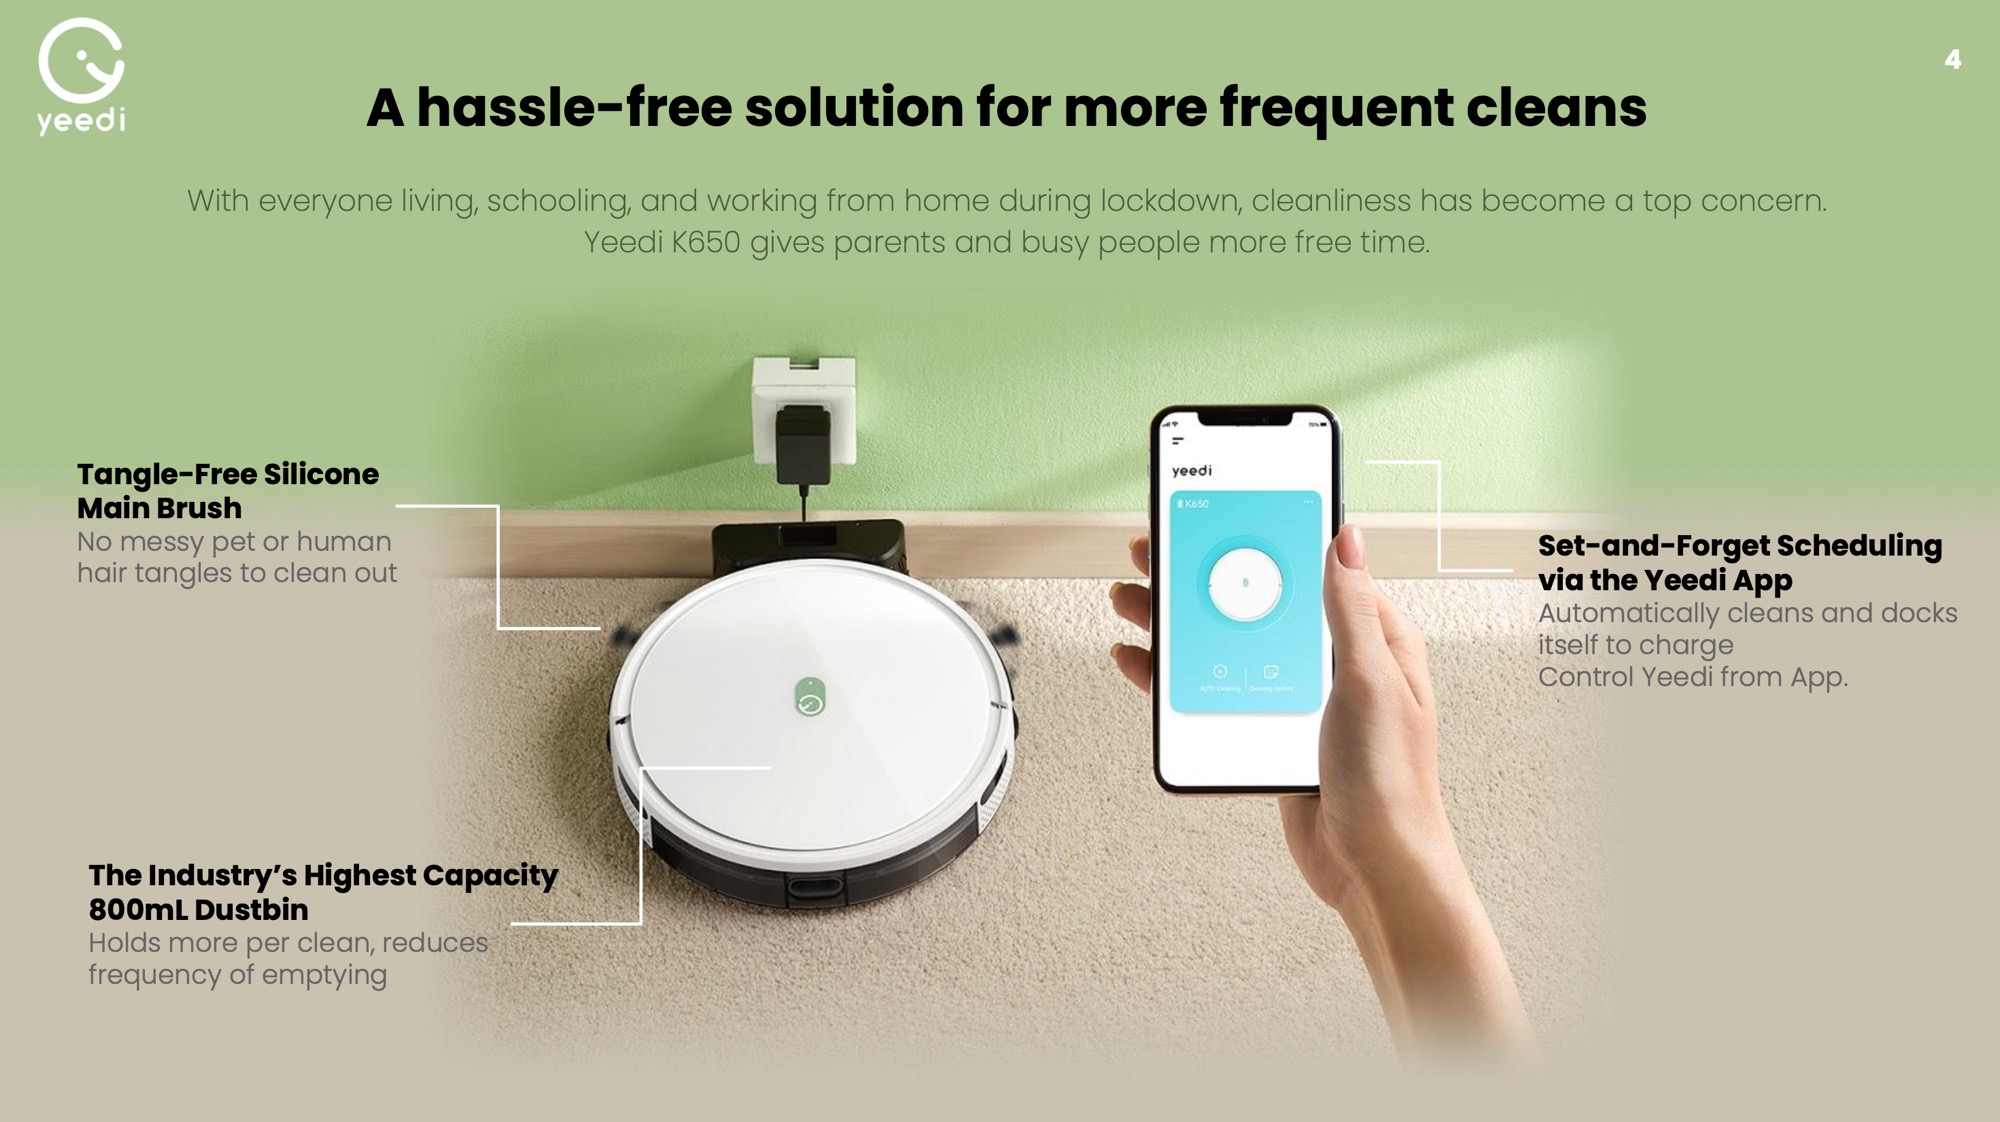 yeedi
4
A hassle-free solution for more frequent cleans
With everyone living, schooling, and working from home during lockdown, cleanliness has become a top concern.
Yeedi K650 gives parents and busy people more free time.
Tangle-Free Silicone
Main Brush
No messy pet or human
hair tangles to clean out
The Industry’s Highest Capacity
800mL Dustbin
Holds more per clean, reduces
frequency of emptying
yeedi
K650
AUTO Cleaning
Cleaning History
Set-and-Forget Scheduling
via the Yeedi App
Automatically cleans and docks
itself to charge
Control Yeedi from App.